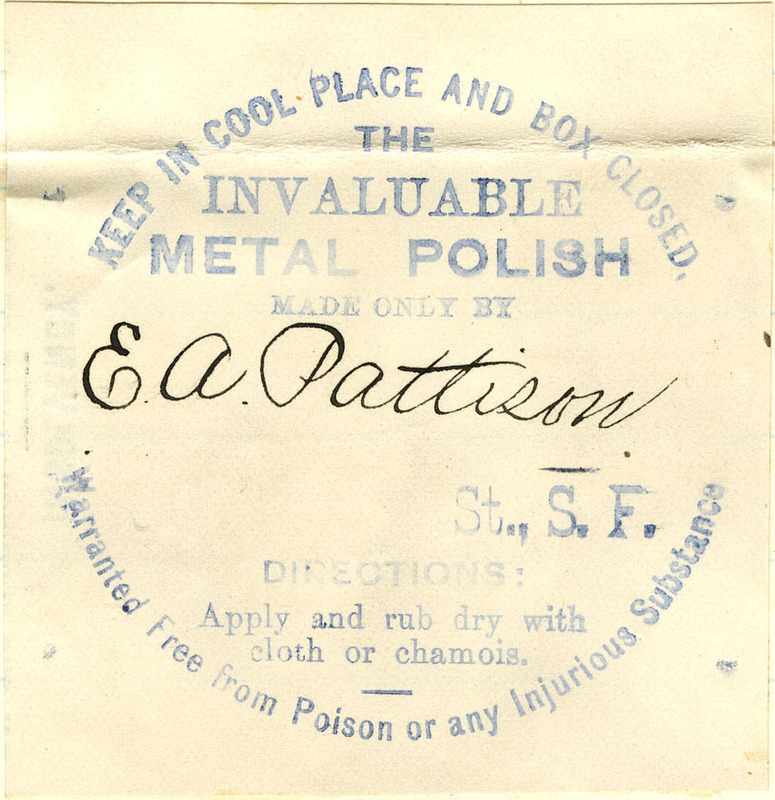 KEEP IN COOL PLACE AND BOX CLOSED.
THE
INVALUABLE
METAL POLISH
MADE ONLY BY
E. A. Pattison
St., S. F.
DIRECTIONS:
Apply and rub dry with
cloth or chamois.
Warranted Free from Poison or any Injurious Substance